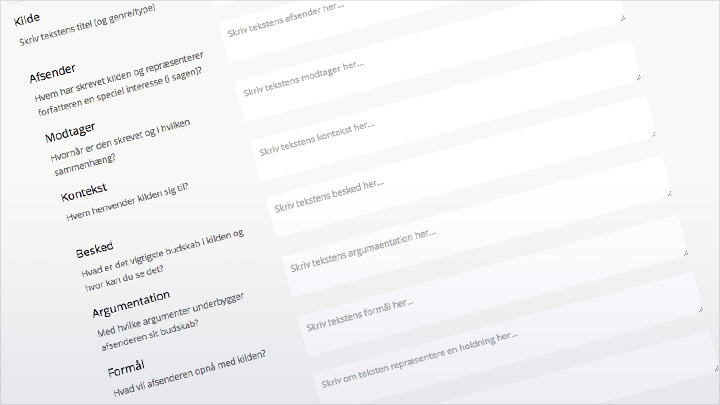 Kilde
Skriv tekstens titel (og genre/type)
Skriv tekstens afsender her...
Afsender
Hvem har skrevet kilden og repræsenterer
forfatteren en speciel interesse (i sagen)?
Skriv tekstens modtager her...
Modtager
Hvornår er den skrevet og i hvilken
sammenhæng?
Skriv tekstens kontekst her...
Kontekst
Hvem henvender kilden sig til?
Skriv tekstens besked her...
Besked
Hvad er det vigtigste budskab i kilden og
hvor kan du se det?
Skriv tekstens argumaentation her...
Argumentation
Med hvilke argumenter underbygger
afsenderen sit budskab?
Skriv tekstens formål her...
Formål
Hvad vil afsenderen opnå med kilden?
Skriv om teksten repræsentere en holdning her...